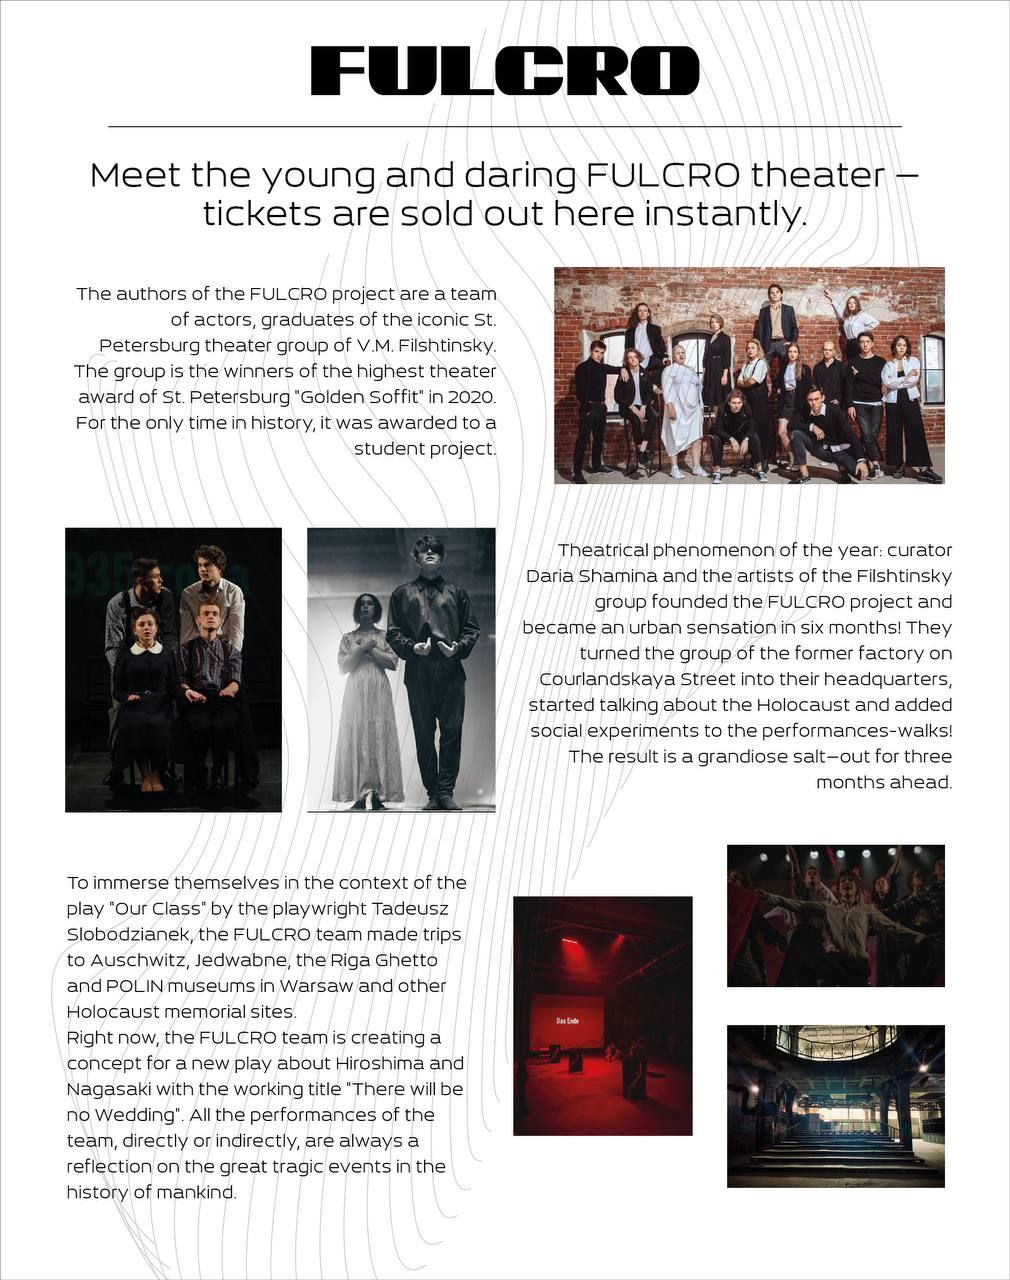 FULCRO
Meet the young and daring FULCRO theater –
tickets are sold out here instantly.
The authors of the FULCRO project are a team
of actors, graduates of the iconic St.
Petersburg theater group of V.M. Filshtinsky.
The group is the winners of the highest theater
award of St. Petersburg "Golden Soffit" in 2020.
For the only time in history, it was awarded to a
student project.
935
Theatrical phenomenon of the year: curator
Daria Shamina and the artists of the Filshtinsky
group founded the FULCRO project and
became an urban sensation in six months! They
turned the group of the former factory on
Courlandskaya Street into their headquarters,
started talking about the Holocaust and added
social experiments to the performances-walks!
The result is a grandiose salt–out for three
months ahead.
To immerse themselves in the context of the
play "Our Class" by the playwright Tadeusz
Slobodzianek, the FULCRO team made trips
to Auschwitz, Jedwabne, the Riga Ghetto
and POLIN museums in Warsaw and other
Holocaust memorial sites.
Right now, the FULCRO team is creating a
concept for a new play about Hiroshima and
Nagasaki with the working title "There will be
no Wedding". All the performances of the
team, directly or indirectly, are always a
reflection on the great tragic events in the
history of mankind.
Das Ende